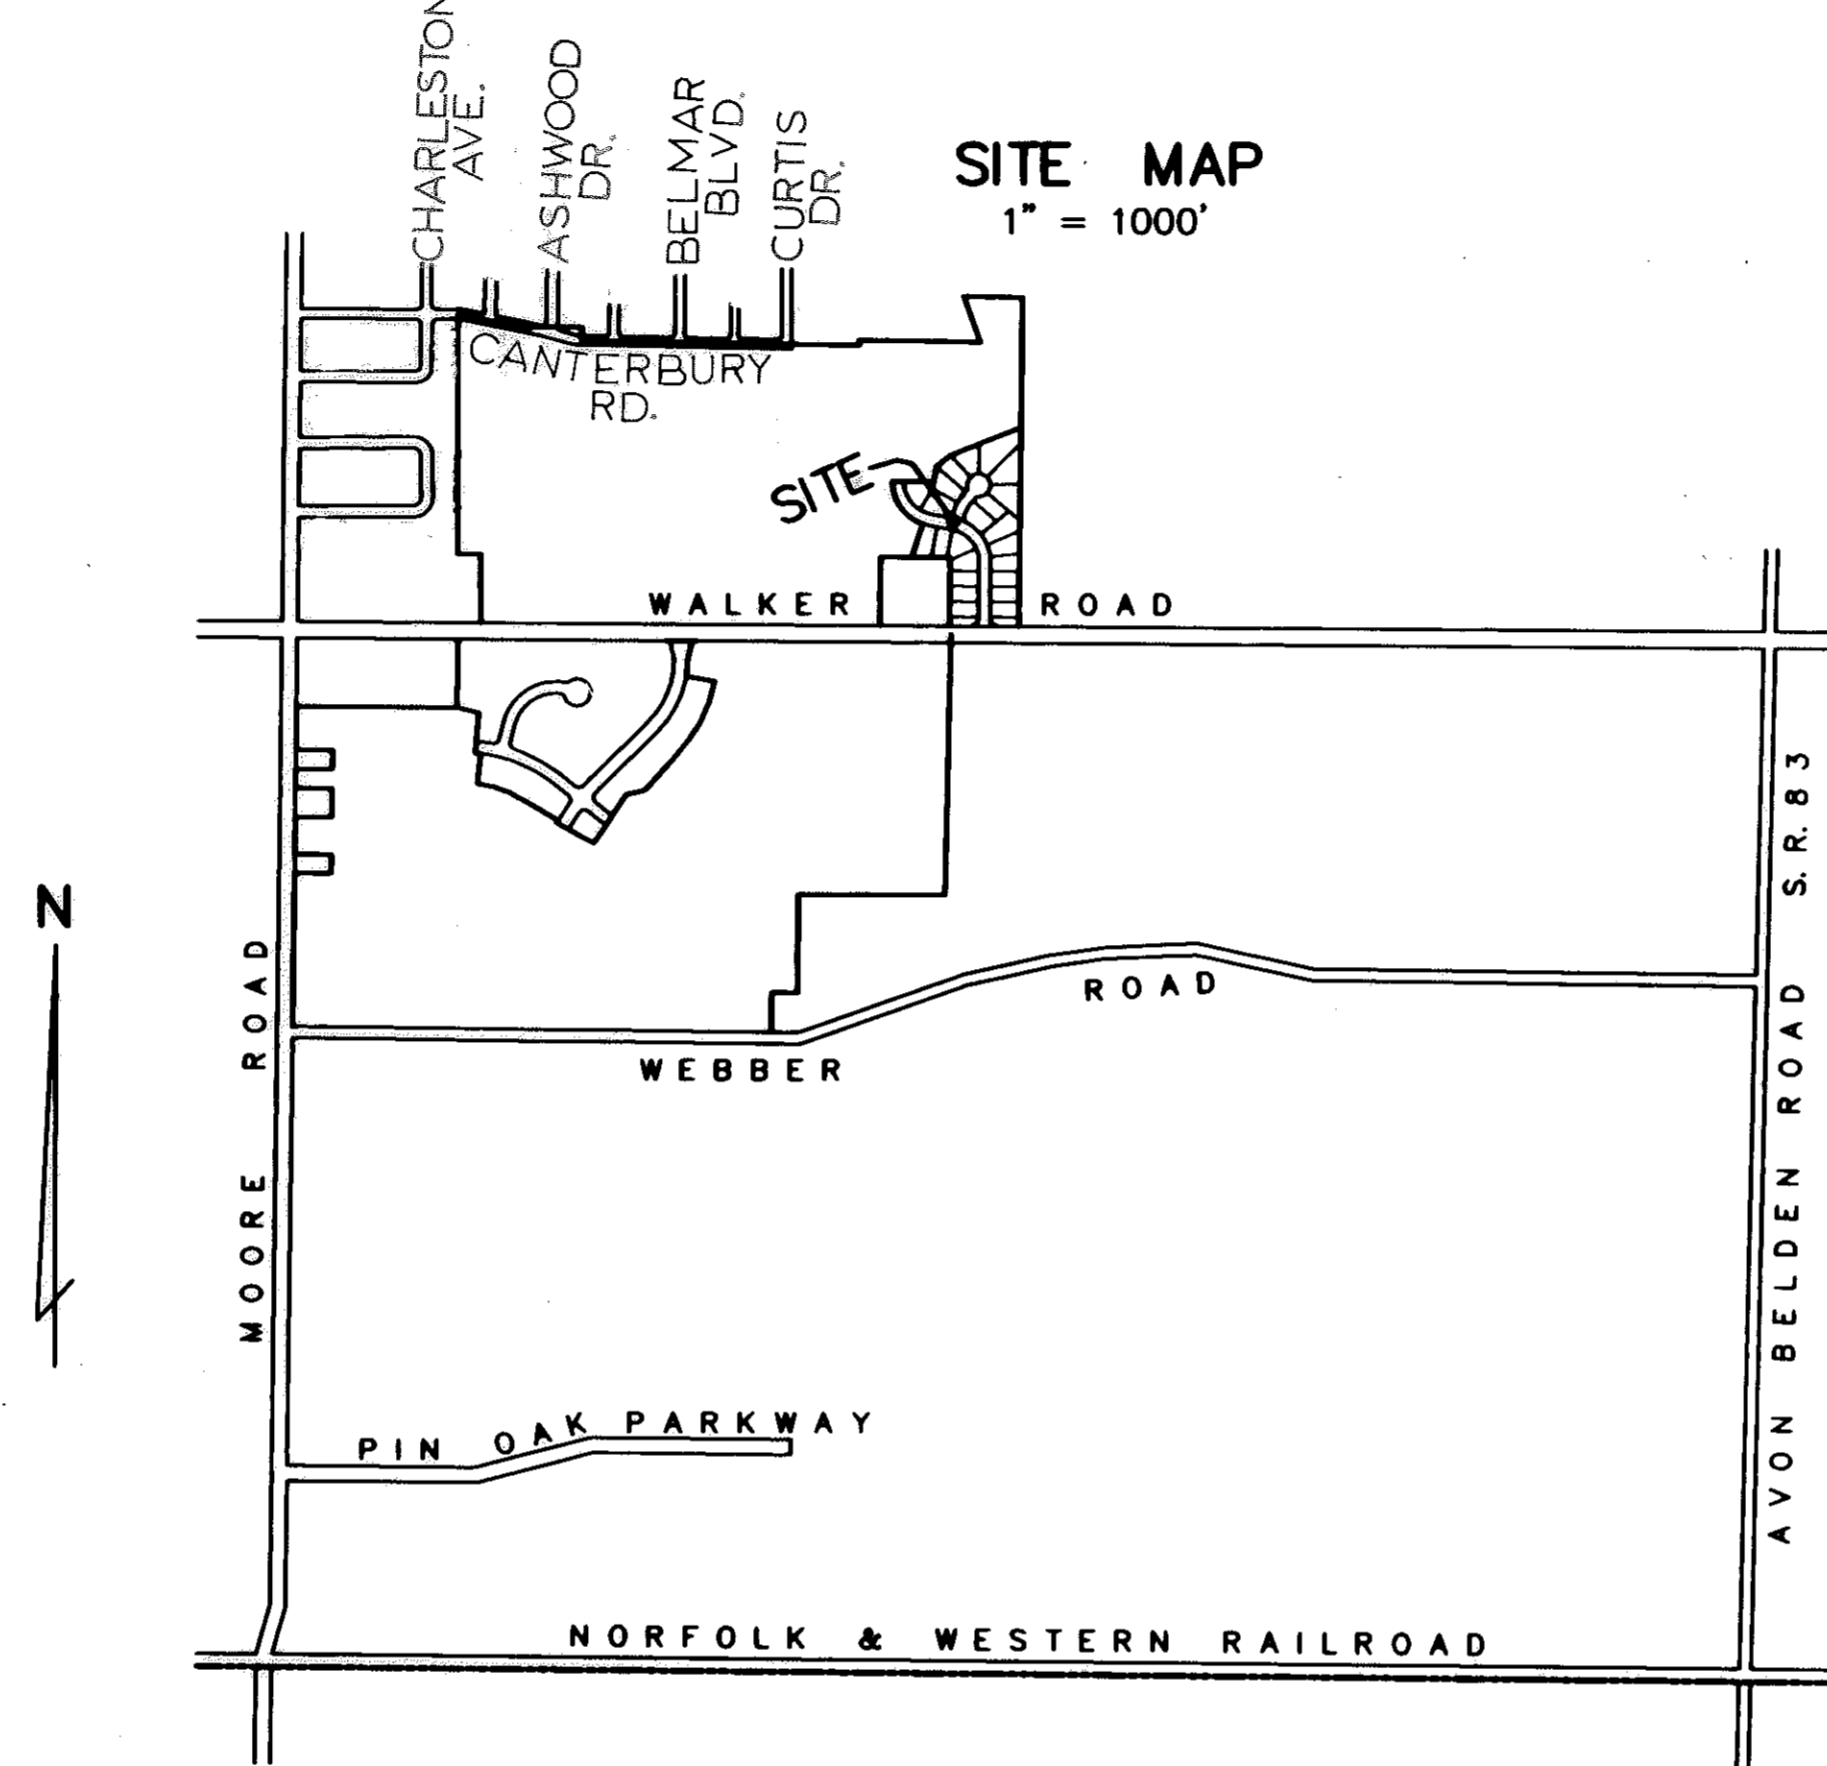 CHARLESTON
AVE.
ASHWOOD
DR.
BELMAR
BLVD.
CURTIS
DR.
SITE MAP
1" = 1000'
CANTERBURY
RD.
SITE
WALKER ROAD
S.R.83
N
ROAD
WEBBER
MOORE ROAD
AVON BELDEN ROAD
PIN OAK PARKWAY
NORFOLK & WESTERN RAILROAD